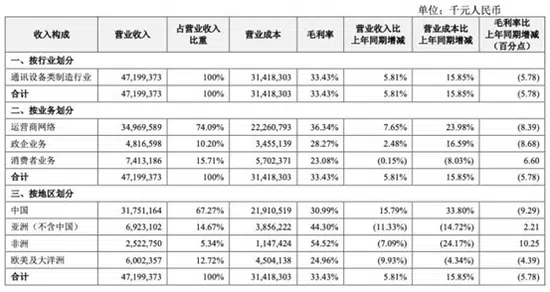 单位：千元人民币
收入构成 营业收入 占营业收入比重 营业成本 毛利率 营业收入比上年同期增减 营业成本比上年同期增减 毛利率比上年同期增减（百分点）
一、按行业划分
通讯设备类制造行业 47,199,373 100% 31,418,303 33.43% 5.81% 15.85% (5.78)
合计 47,199,373 100% 31,418,303 33.43% 5.81% 15.85% (5.78)
二、按业务划分
运营商网络 34,969,589 74.09% 22,260,793 36.34% 7.65% 23.98% (8.39)
政企业务 4,816,598 10.20% 3,455,139 28.27% 2.48% 16.59% (8.68)
消费者业务 7,413,186 15.71% 5,702,371 23.08% (0.15%) (8.03%) 6.60
合计 47,199,373 100% 31,418,303 33.43% 5.81% 15.85% (5.78)
三、按地区划分
中国 31,751,164 67.27% 21,910,519 30.99% 15.79% 33.80% (9.29)
亚洲（不含中国） 6,923,102 14.67% 3,856,222 44.30% (11.33%) (14.72%) 2.21
非洲 2,522,750 5.34% 1,147,424 54.52% (7.09%) (24.17%) 10.25
欧美及大洋洲 6,002,357 12.72% 4,504,138 24.96% (9.93%) (4.34%) (4.39)
合计 47,199,373 100% 31,418,303 33.43% 5.81% 15.85% (5.78)